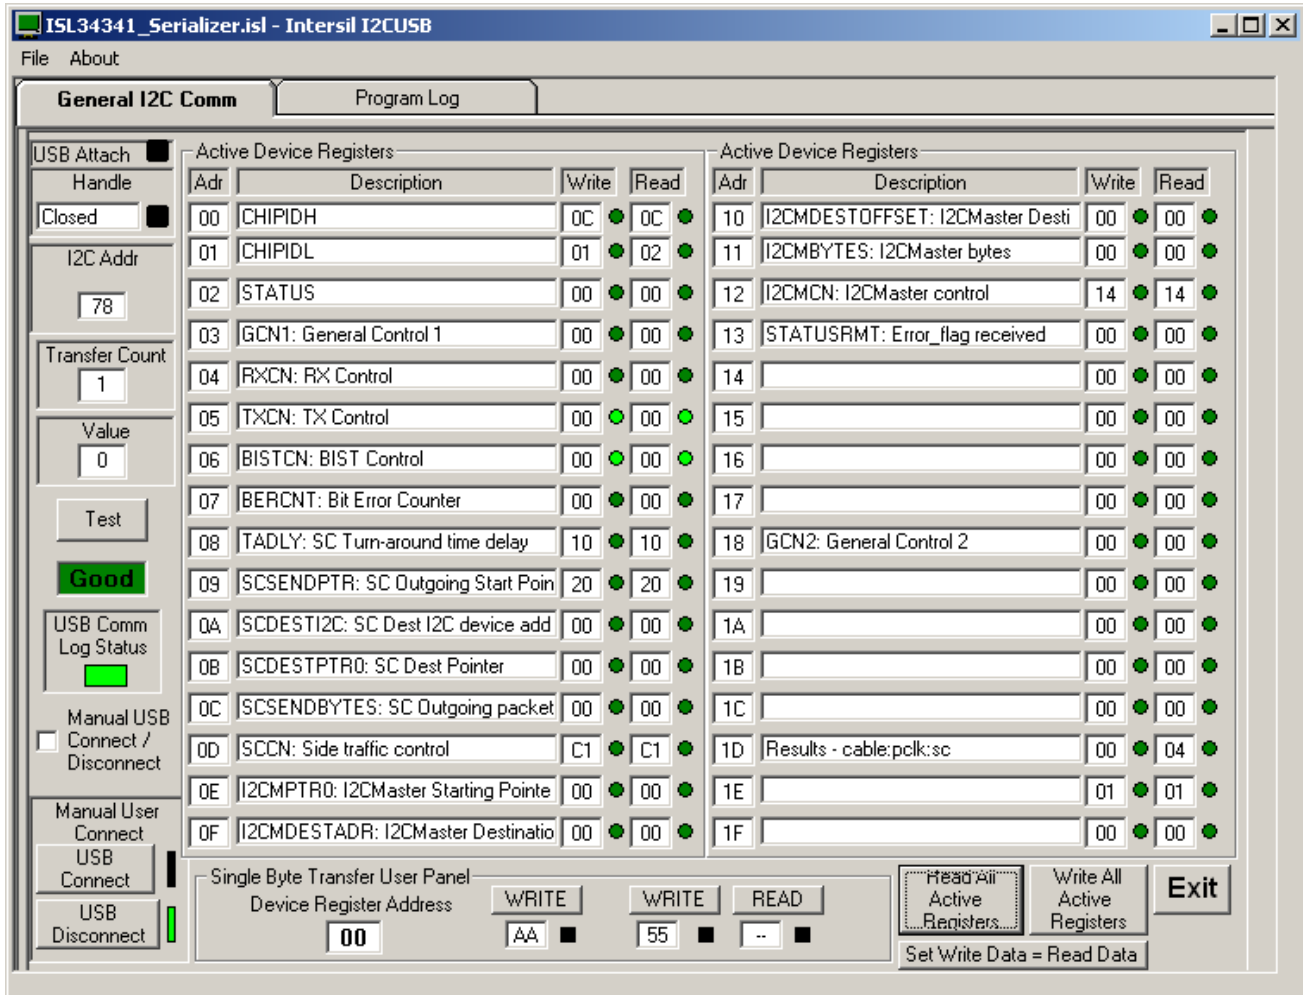 ISL34341_Serializer.isl - Intersil I2CUSB
File About
General I2C Comm Program Log
USB Attach
Handle
Closed
I2C Addr
78
Transfer Count
1
Value
0
Test
Good
USB Comm
Log Status
Manual USB
Connect /
Disconnect
Manual User
Connect
USB
Connect
USB
Disconnect
Active Device Registers
Adr Description Write Read
00 CHIPIDH 0C 0C
01 CHIPIDL 01 02
02 STATUS 00 00
03 GCN1: General Control 1 00 00
04 RXCN: RX Control 00 00
05 TXCN: TX Control 00 00
06 BISTCN: BIST Control 00 00
07 BERCNT: Bit Error Counter 00 00
08 TADLY: SC Turn-around time delay 10 10
09 SCSENDPTR: SC Outgoing Start Poin 20 20
0A SCDESTI2C: SC Dest I2C device add 00 00
0B SCDESTPTR0: SC Dest Pointer 00 00
0C SCSENDBYTES: SC Outgoing packet 00 00
0D SCCN: Side traffic control C1 C1
0E I2CMPTR0: I2CMaster Starting Pointe 00 00
0F I2CMDESTADR: I2CMaster Destinatio 00 00
Active Device Registers
Adr Description Write Read
10 I2CMDESTOFFSET: I2CMaster Desti 00 00
11 I2CMBYTES: I2CMaster bytes 00 00
12 I2CMCN: I2CMaster control 14 14
13 STATUSRMT: Error_flag received 00 00
14 00 00
15 00 00
16 00 00
17 00 00
18 GCN2: General Control 2 00 00
19 00 00
1A 00 00
1B 00 00
1C 00 00
1D Results - cable:pclk:sc 00 04
1E 01 01
1F 00 00
Single Byte Transfer User Panel
Device Register Address
00
WRITE WRITE READ
AA 55 --
Read All
Active
Registers
Write All
Active
Registers
Exit
Set Write Data = Read Data